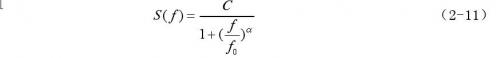 S(f) = C / (1 + (f / f₀)^α) (2-11)